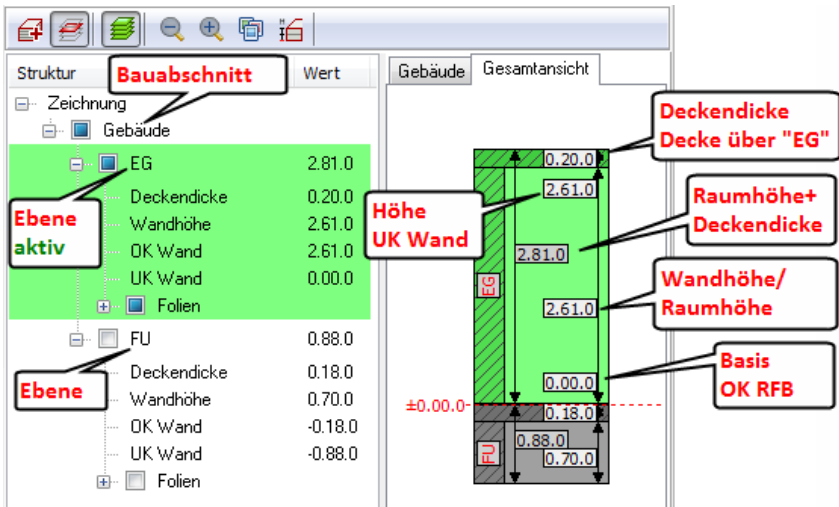 Struktur
Bauabschnitt
Wert
Zeichnung
Gebäude
EG 2.81.0
Deckendicke 0.20.0
Wandhöhe 2.61.0
OK Wand 2.61.0
UK Wand 0.00.0
Folien
Ebene
aktiv
FU 0.88.0
Ebene
Deckendicke 0.18.0
Wandhöhe 0.70.0
OK Wand -0.18.0
UK Wand -0.88.0
Folien
Gebäude Gesamtansicht
Deckendicke
Decke über "EG"
0.20.0
2.61.0
Höhe
UK Wand
Raumhöhe+
Deckendicke
2.81.0
EG
2.61.0
Wandhöhe/
Raumhöhe
0.00.0
Basis
OK RFB
±0.00.0
0.18.0
0.88.0
FU
0.70.0